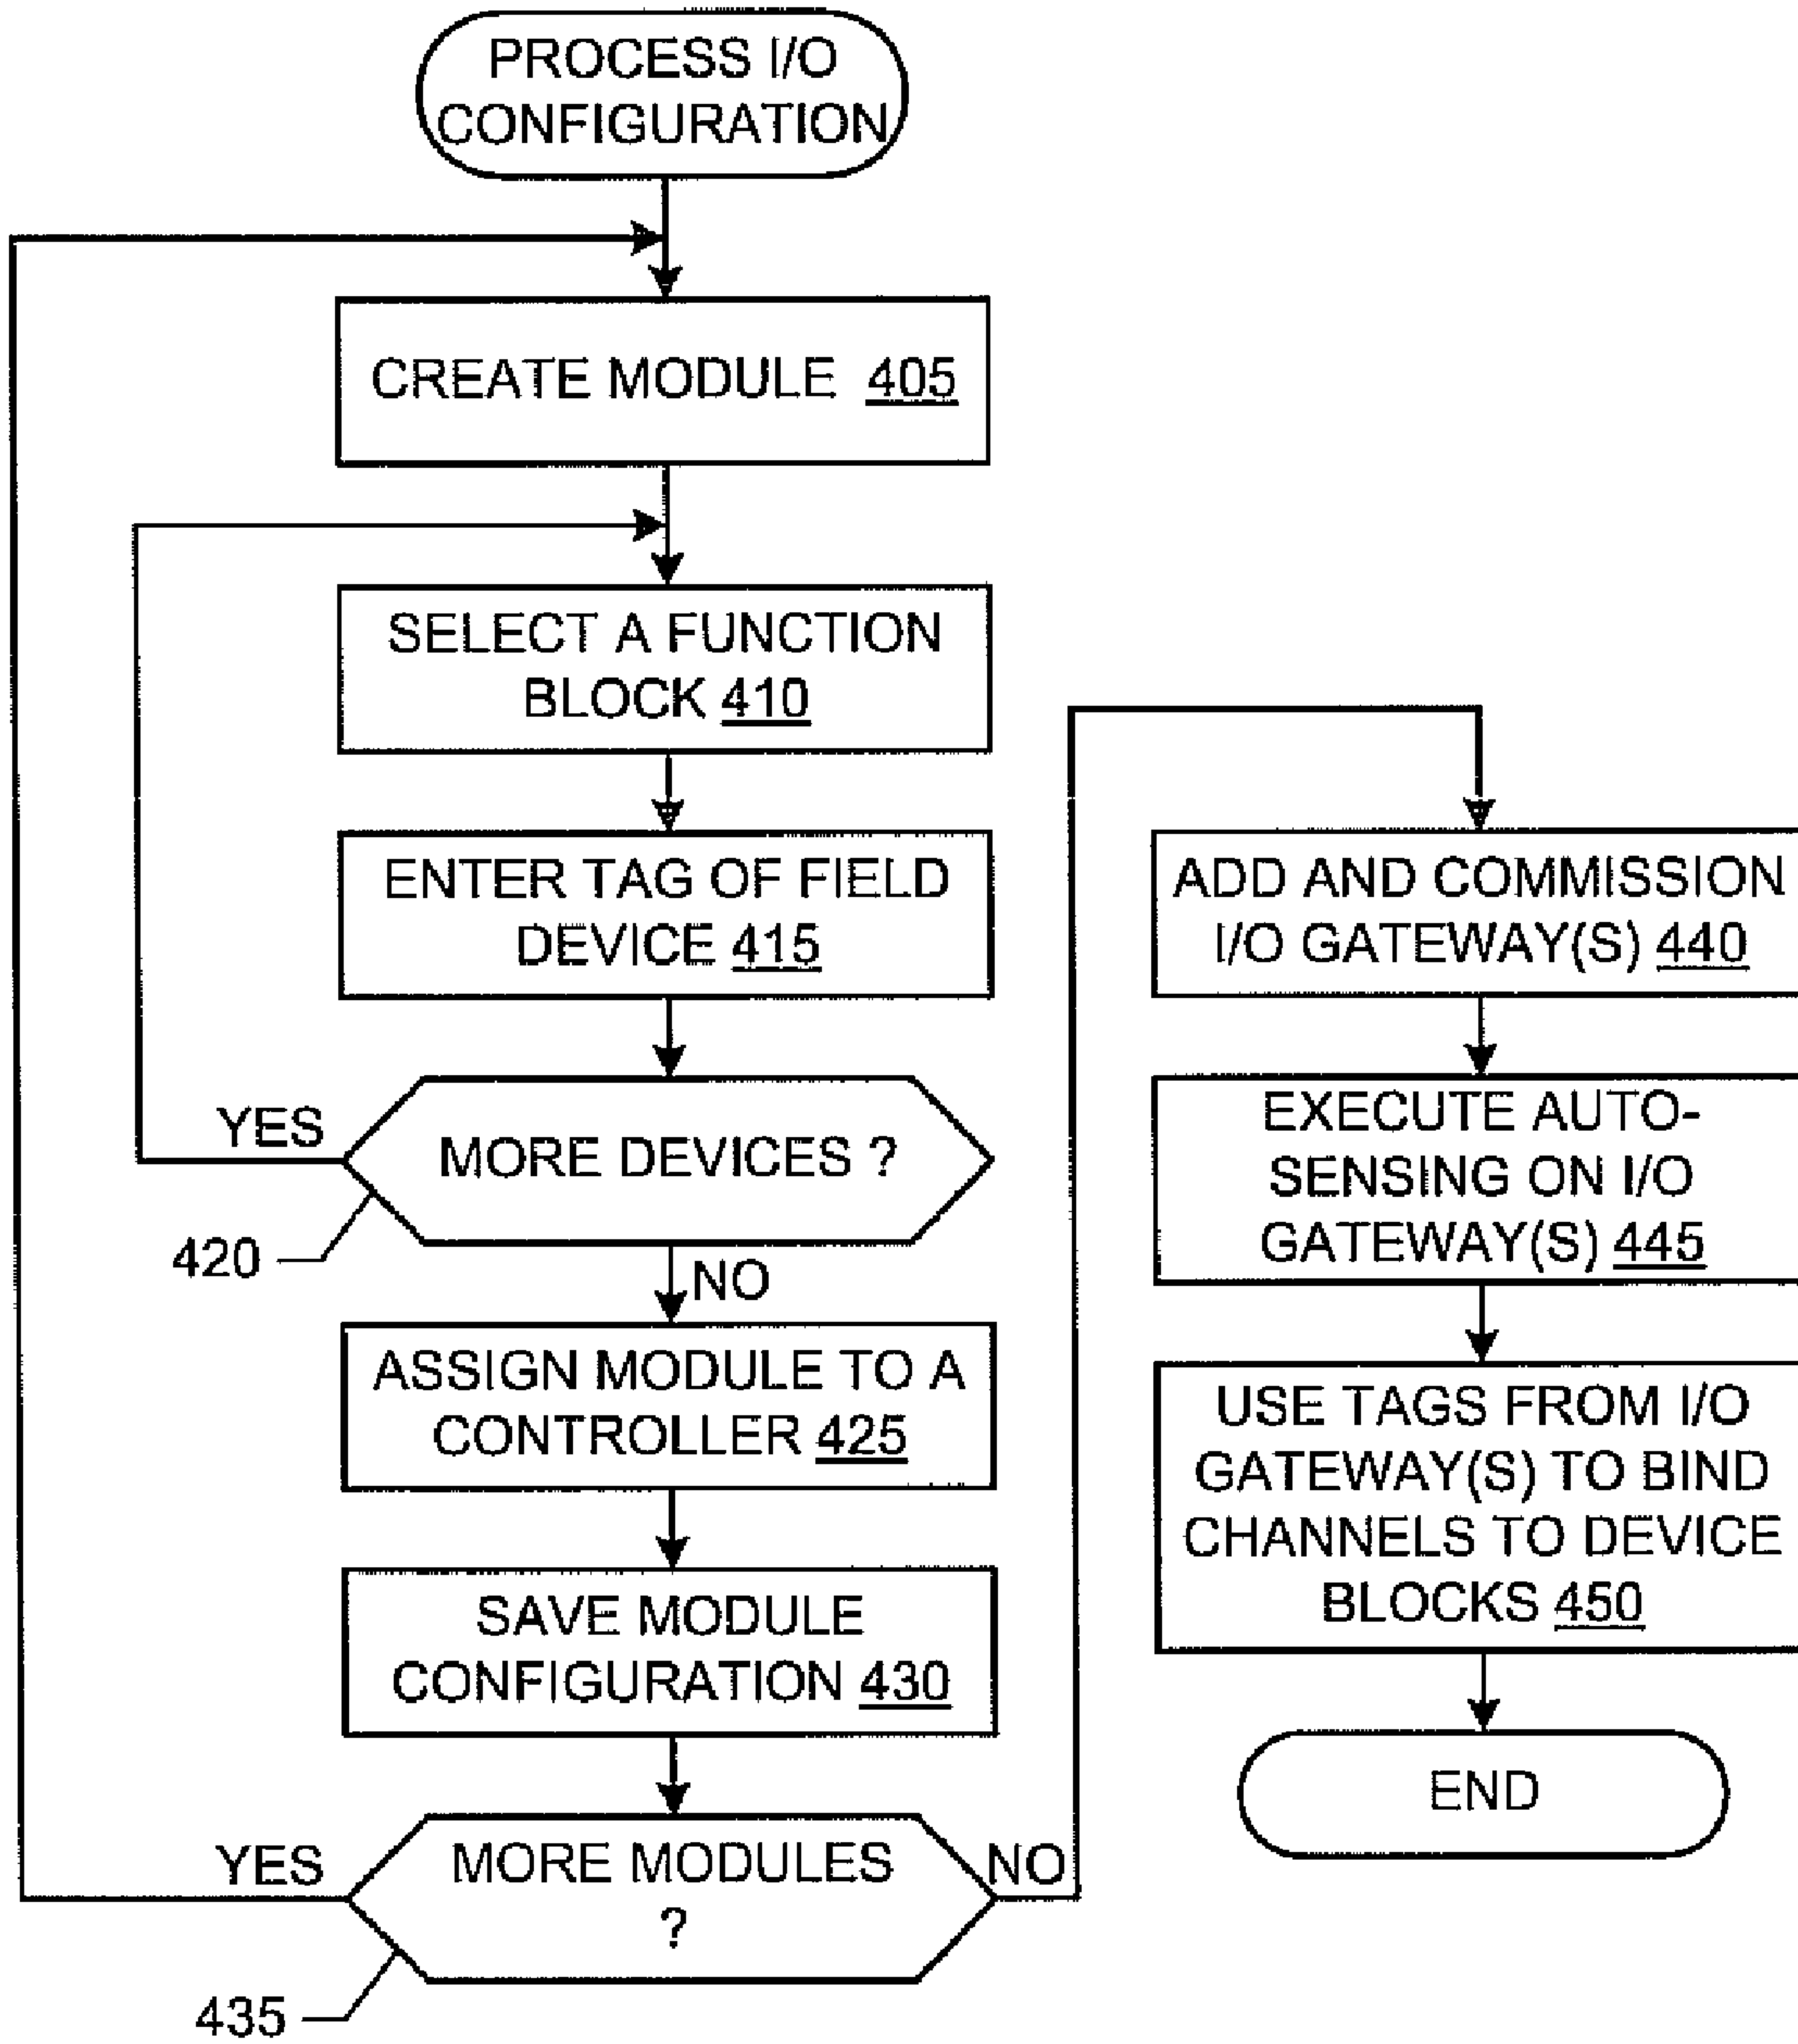 PROCESS I/O
CONFIGURATION
CREATE MODULE 405
SELECT A FUNCTION
BLOCK 410
ENTER TAG OF FIELD
DEVICE 415
YES
MORE DEVICES ?
420
NO
ASSIGN MODULE TO A
CONTROLLER 425
SAVE MODULE
CONFIGURATION 430
YES
MORE MODULES
?
NO
435
ADD AND COMMISSION
I/O GATEWAY(S) 440
EXECUTE AUTO-
SENSING ON I/O
GATEWAY(S) 445
USE TAGS FROM I/O
GATEWAY(S) TO BIND
CHANNELS TO DEVICE
BLOCKS 450
END